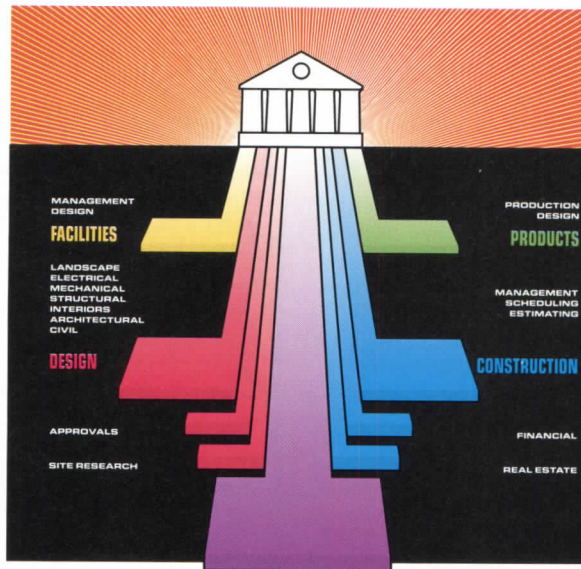 MANAGEMENT
DESIGN
FACILITIES
LANDSCAPE
ELECTRICAL
MECHANICAL
STRUCTURAL
INTERIORS
ARCHITECTURAL
CIVIL
DESIGN
APPROVALS
SITE RESEARCH
PRODUCTION
DESIGN
PRODUCTS
MANAGEMENT
SCHEDULING
ESTIMATING
CONSTRUCTION
FINANCIAL
REAL ESTATE